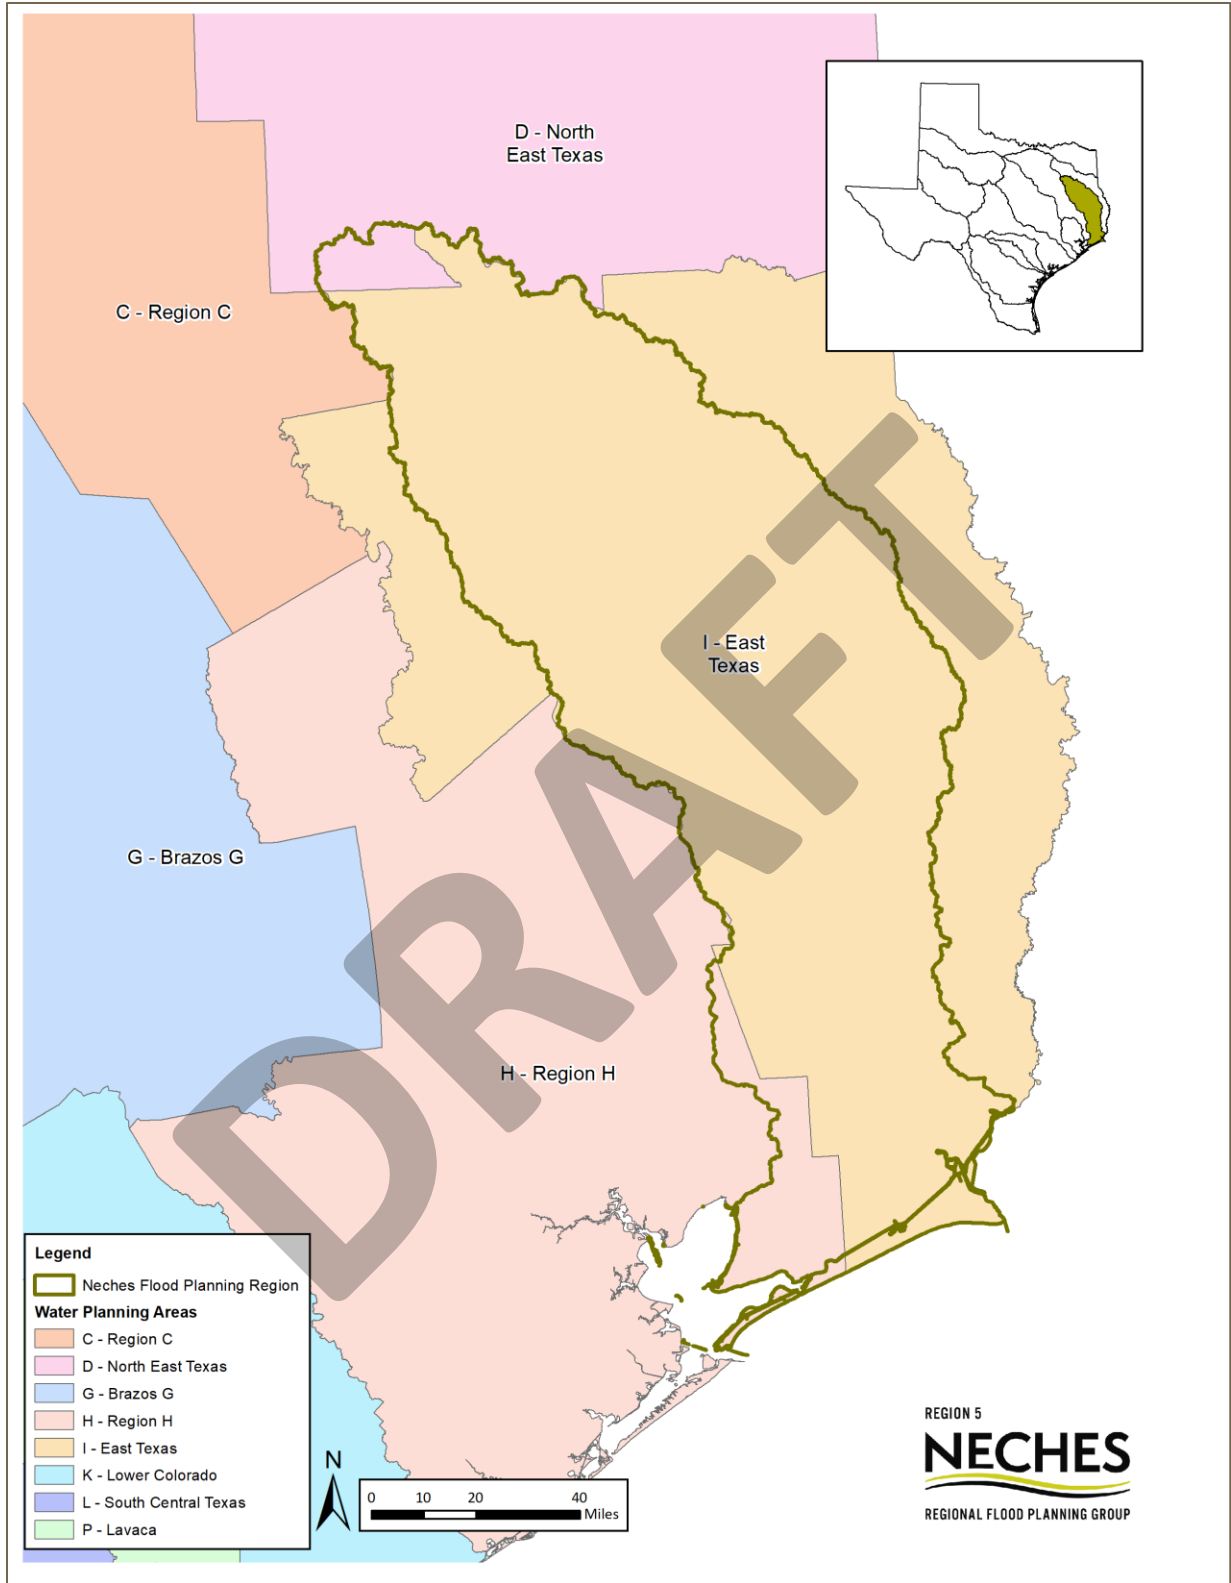 D - North
East Texas
C - Region C
I - East
Texas
G - Brazos G
H - Region H
DRAFT
Legend
Neches Flood Planning Region
Water Planning Areas
C - Region C
D - North East Texas
G - Brazos G
H - Region H
I - East Texas
K - Lower Colorado
L - South Central Texas
P - Lavaca
N
0 10 20 40
Miles
REGION 5
NECHES
REGIONAL FLOOD PLANNING GROUP